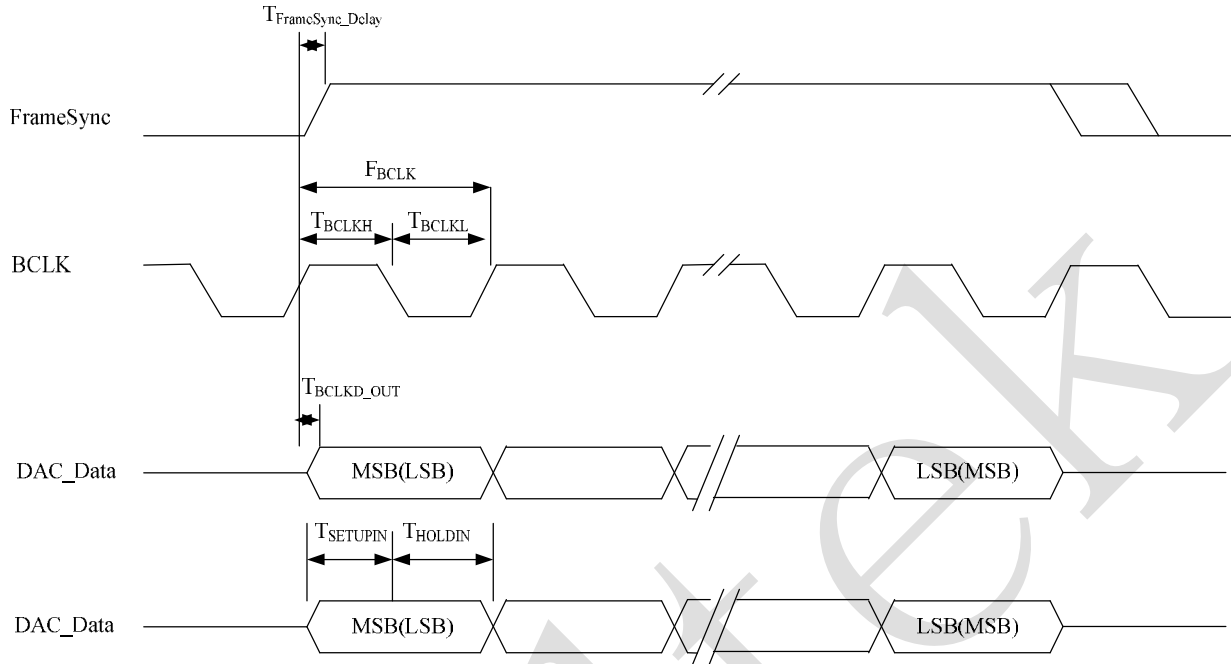 TFrameSync_Delay
FrameSync
FBCLK
TBCLKH TBCLKL
BCLK
TBCLKD_OUT
DAC_Data MSB(LSB) LSB(MSB)
TSETUPIN THOLDIN
DAC_Data MSB(LSB) LSB(MSB)